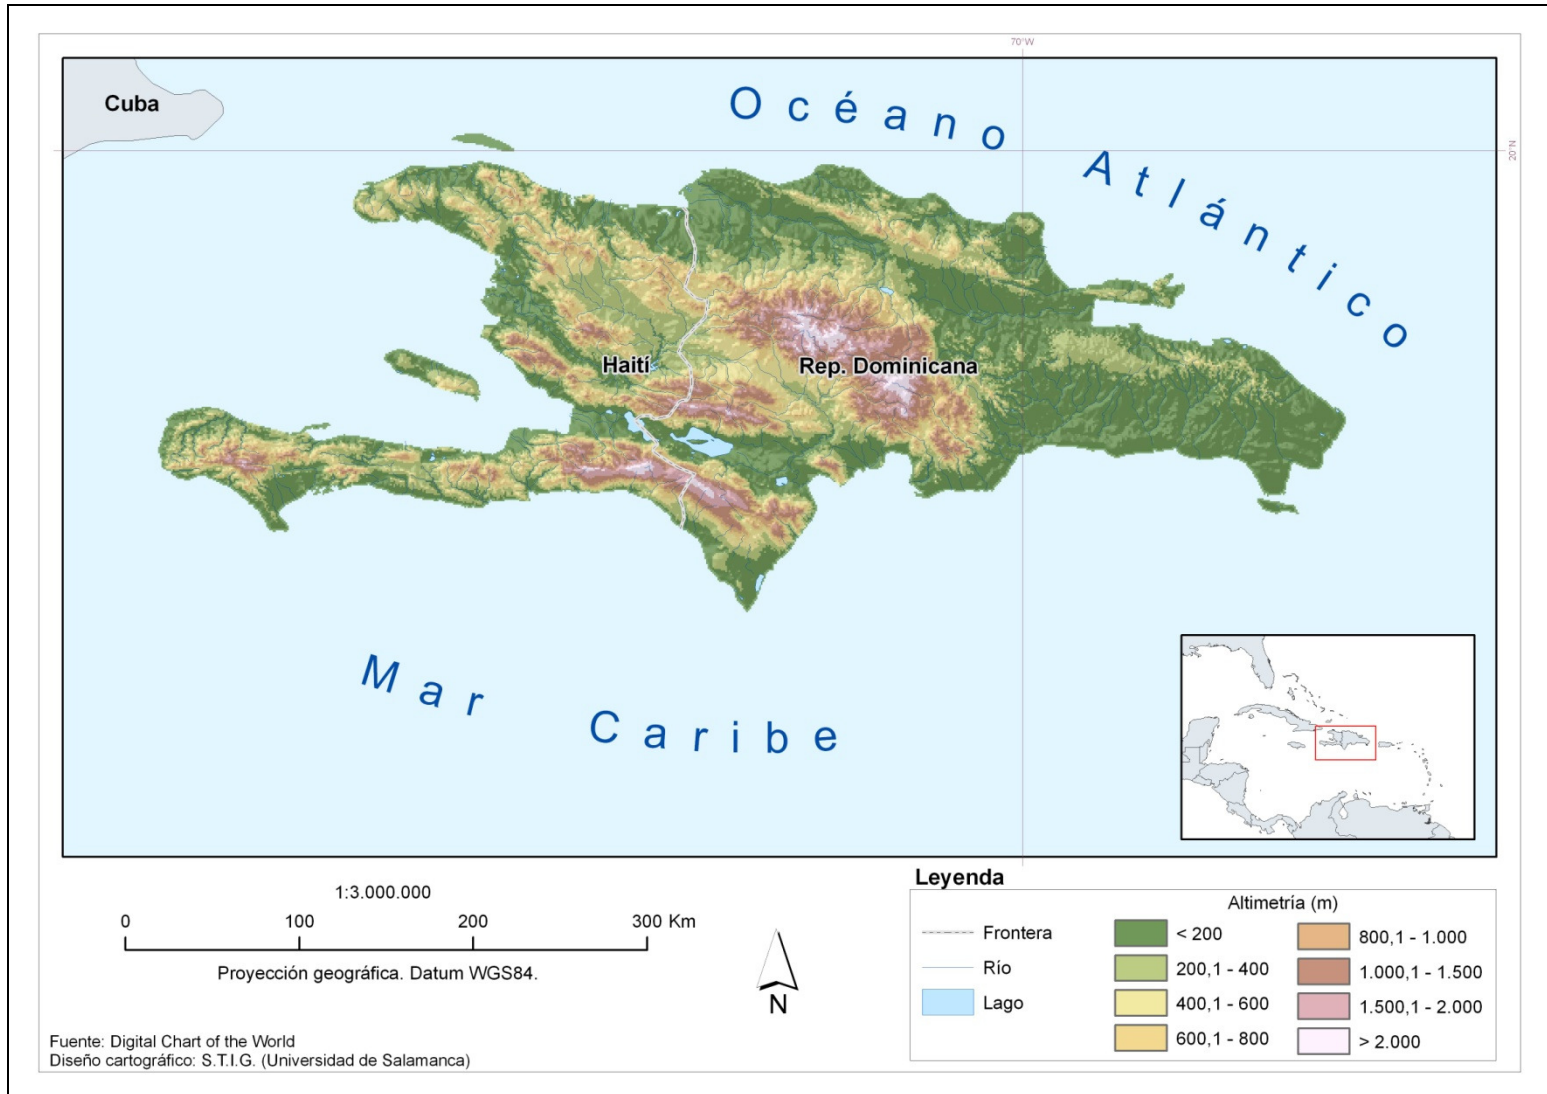 70°W
Cuba
Océano Atlántico
20°N
Haití
Rep. Dominicana
Mar Caribe
Leyenda
1:3.000.000
0 100 200 300 Km
Proyección geográfica. Datum WGS84.
N
Altimetría (m)
Frontera
Río
Lago
< 200
200,1 - 400
400,1 - 600
600,1 - 800
800,1 - 1.000
1.000,1 - 1.500
1.500,1 - 2.000
> 2.000
Fuente: Digital Chart of the World
Diseño cartográfico: S.T.I.G. (Universidad de Salamanca)